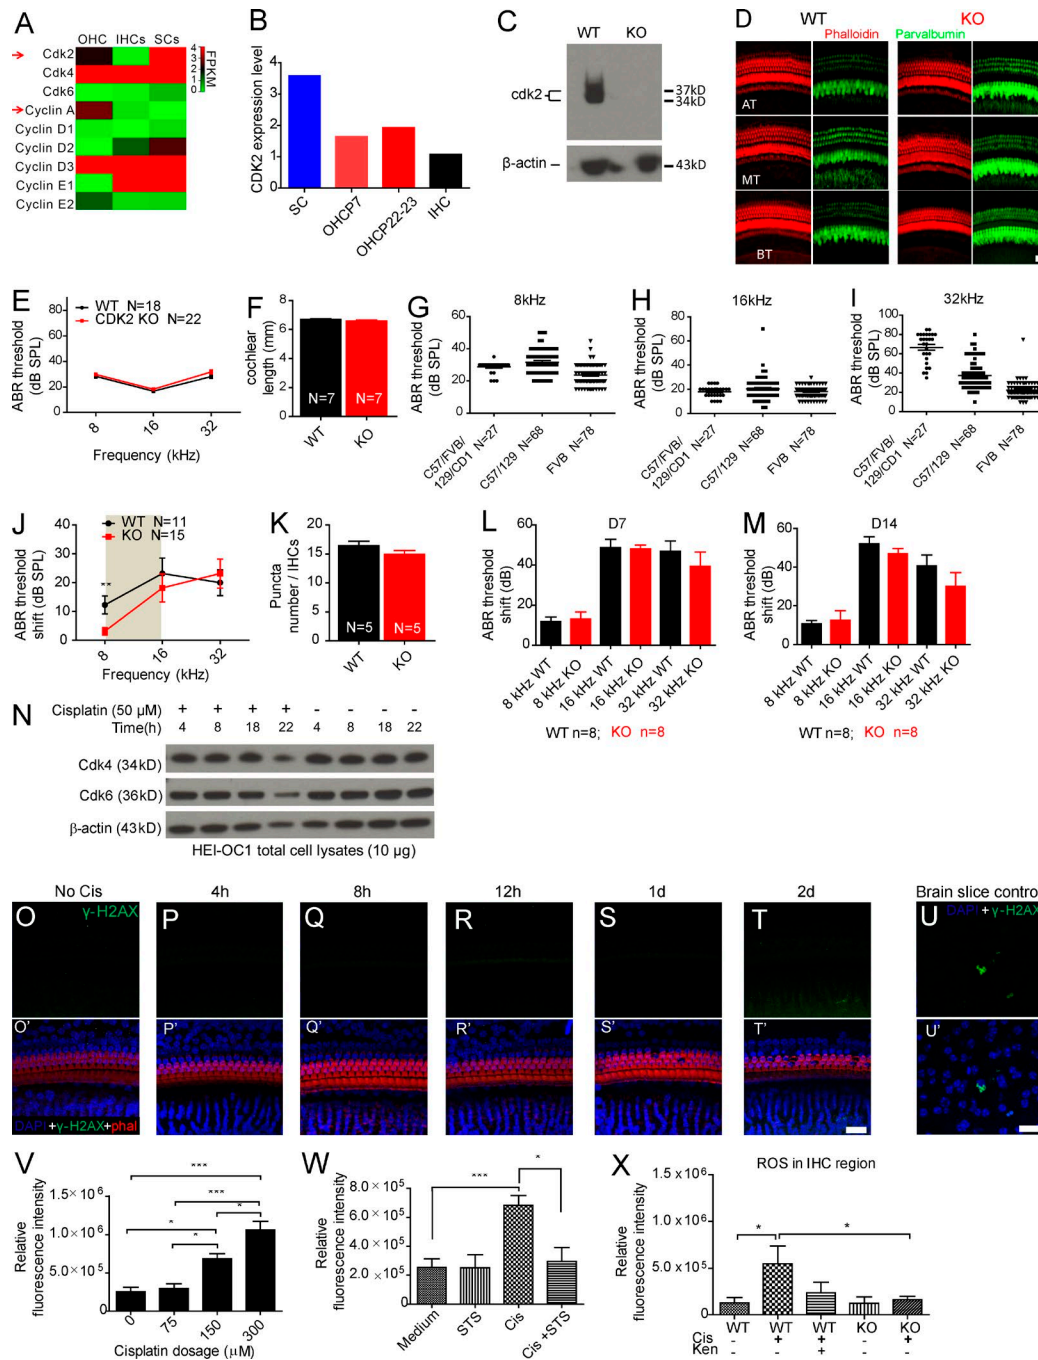 A
OHC IHCs SCs
Cdk2
Cdk4
Cdk6
Cyclin A
Cyclin D1
Cyclin D2
Cyclin D3
Cyclin E1
Cyclin E2
4
3
2
1
0
FPKM
B
CDK2 expression level
4
3
2
1
0
SC
OHCP7
OHCP22-23
IHC
C
WT KO
cdk2
37kD
34kD
β-actin
43kD
D
WT KO
Phalloidin Parvalbumin
AT
MT
BT
E
WT N=18
CDK2 KO N=22
ABR threshold (dB SPL)
80
60
40
20
0
8 16 32
Frequency (kHz)
F
cochlear length (mm)
8
6
4
2
0
N=7 N=7
WT KO
G
8kHz
ABR threshold (dB SPL)
80
60
40
20
0
C57/FVB/129/CD1 N=27
C57/129 N=68
FVB N=78
H
16kHz
ABR threshold (dB SPL)
80
60
40
20
0
C57/FVB/129/CD1 N=27
C57/129 N=68
FVB N=78
I
32kHz
ABR threshold (dB SPL)
100
80
60
40
20
0
C57/FVB/129/CD1 N=27
C57/129 N=68
FVB N=78
J
WT N=11
KO N=15
ABR threshold shift (dB SPL)
40
30
20
10
0
**
8 16 32
Frequency (kHz)
K
Puncta number / IHCs
20
15
10
5
0
N=5 N=5
WT KO
L
D7
ABR threshold shift (dB)
60
40
20
0
8 kHz WT
8 kHz KO
16 kHz WT
16 kHz KO
32 kHz WT
32 kHz KO
WT n=8; KO n=8
M
D14
ABR threshold shift (dB)
60
40
20
0
8 kHz WT
8 kHz KO
16 kHz WT
16 kHz KO
32 kHz WT
32 kHz KO
WT n=8; KO n=8
N
Cisplatin (50 μM) + + + + - - - -
Time(h) 4 8 18 22 4 8 18 22
Cdk4 (34kD)
Cdk6 (36kD)
β-actin (43kD)
HEI-OC1 total cell lysates (10 μg)
No Cis 4h 8h 12h 1d 2d Brain slice control
O P Q R S T U
γ-H2AX
DAPI + γ-H2AX
O' P' Q' R' S' T' U'
DAPI+γ-H2AX+phal
V
Relative fluorescence intensity
1.5×10⁶
1.0×10⁶
5.0×10⁵
0
***
***
*
*
*
0 75 150 300
Cisplatin dosage (μM)
W
Relative fluorescence intensity
8.0×10⁵
6.0×10⁵
4.0×10⁵
2.0×10⁵
0
***
*
Medium
STS
Cis
Cis +STS
X
ROS in IHC region
Relative fluorescence intensity
1.5×10⁶
1.0×10⁶
5.0×10⁵
0
*
*
WT WT WT KO KO
Cis - + + - +
Ken - - + - -